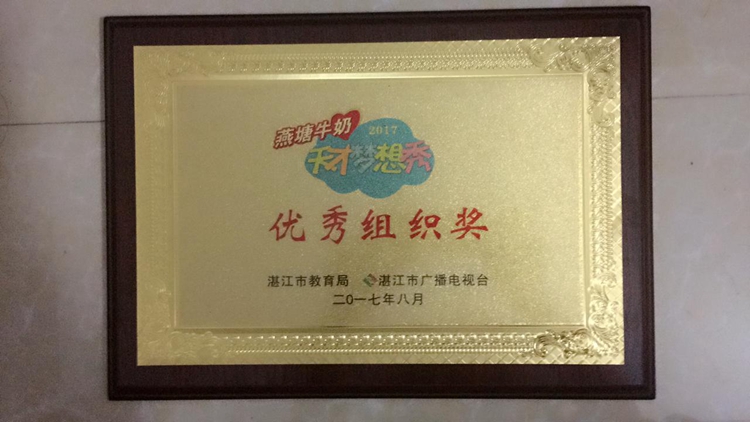 燕塘牛奶
2017
天才梦想秀
优秀组织奖
湛江市教育局 湛江市广播电视台
二〇一七年八月